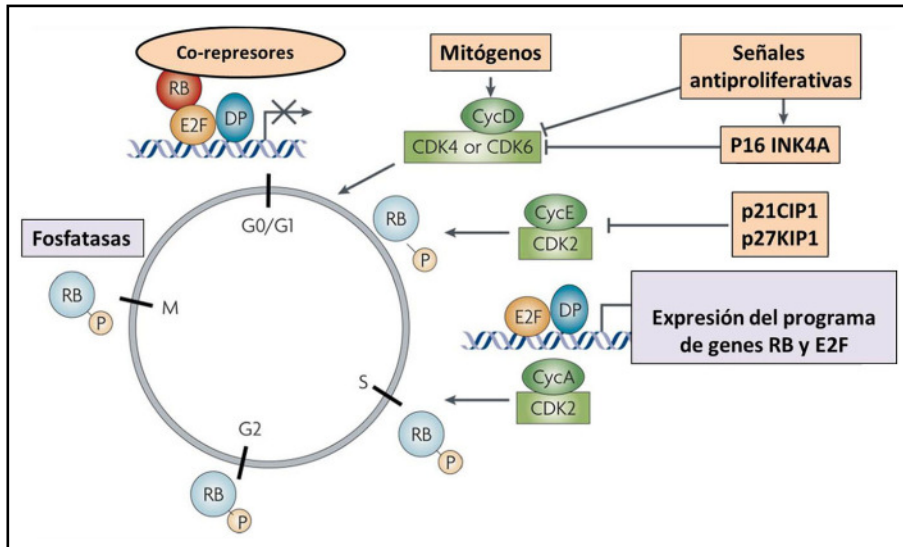 Co-represores
RB
E2F
DP
Mitógenos
CycD
CDK4 or CDK6
Señales
antiproliferativas
P16 INK4A
G0/G1
RB
P
CycE
CDK2
p21CIP1
p27KIP1
Fosfatasas
RB
P
M
E2F
DP
Expresión del programa
de genes RB y E2F
S
CycA
CDK2
RB
P
G2
RB
P